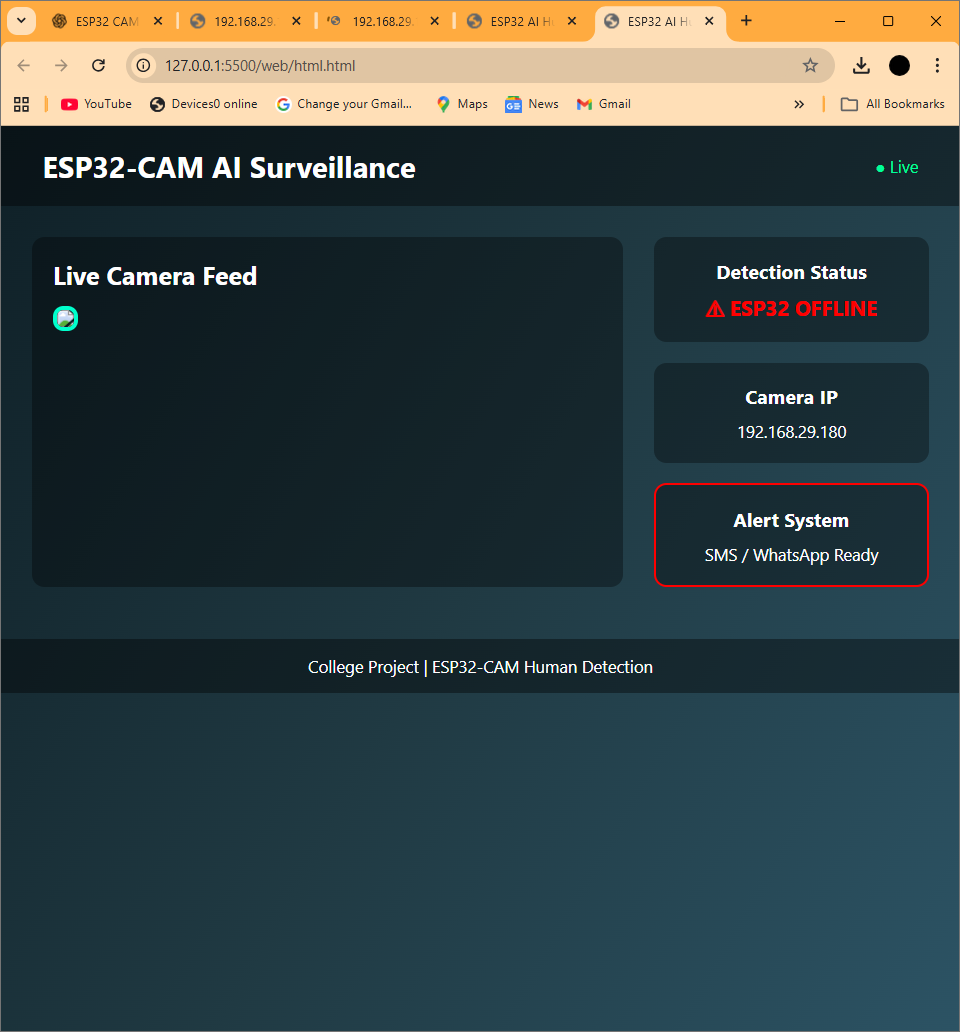 ESP32 CAM
192.168.29.
192.168.29.
ESP32 AI H
ESP32 AI H
127.0.0.1:5500/web/html.html
YouTube
Devices0 online
Change your Gmail...
Maps
News
Gmail
»
All Bookmarks
ESP32-CAM AI Surveillance
● Live
Live Camera Feed
Detection Status
⚠ ESP32 OFFLINE
Camera IP
192.168.29.180
Alert System
SMS / WhatsApp Ready
College Project | ESP32-CAM Human Detection